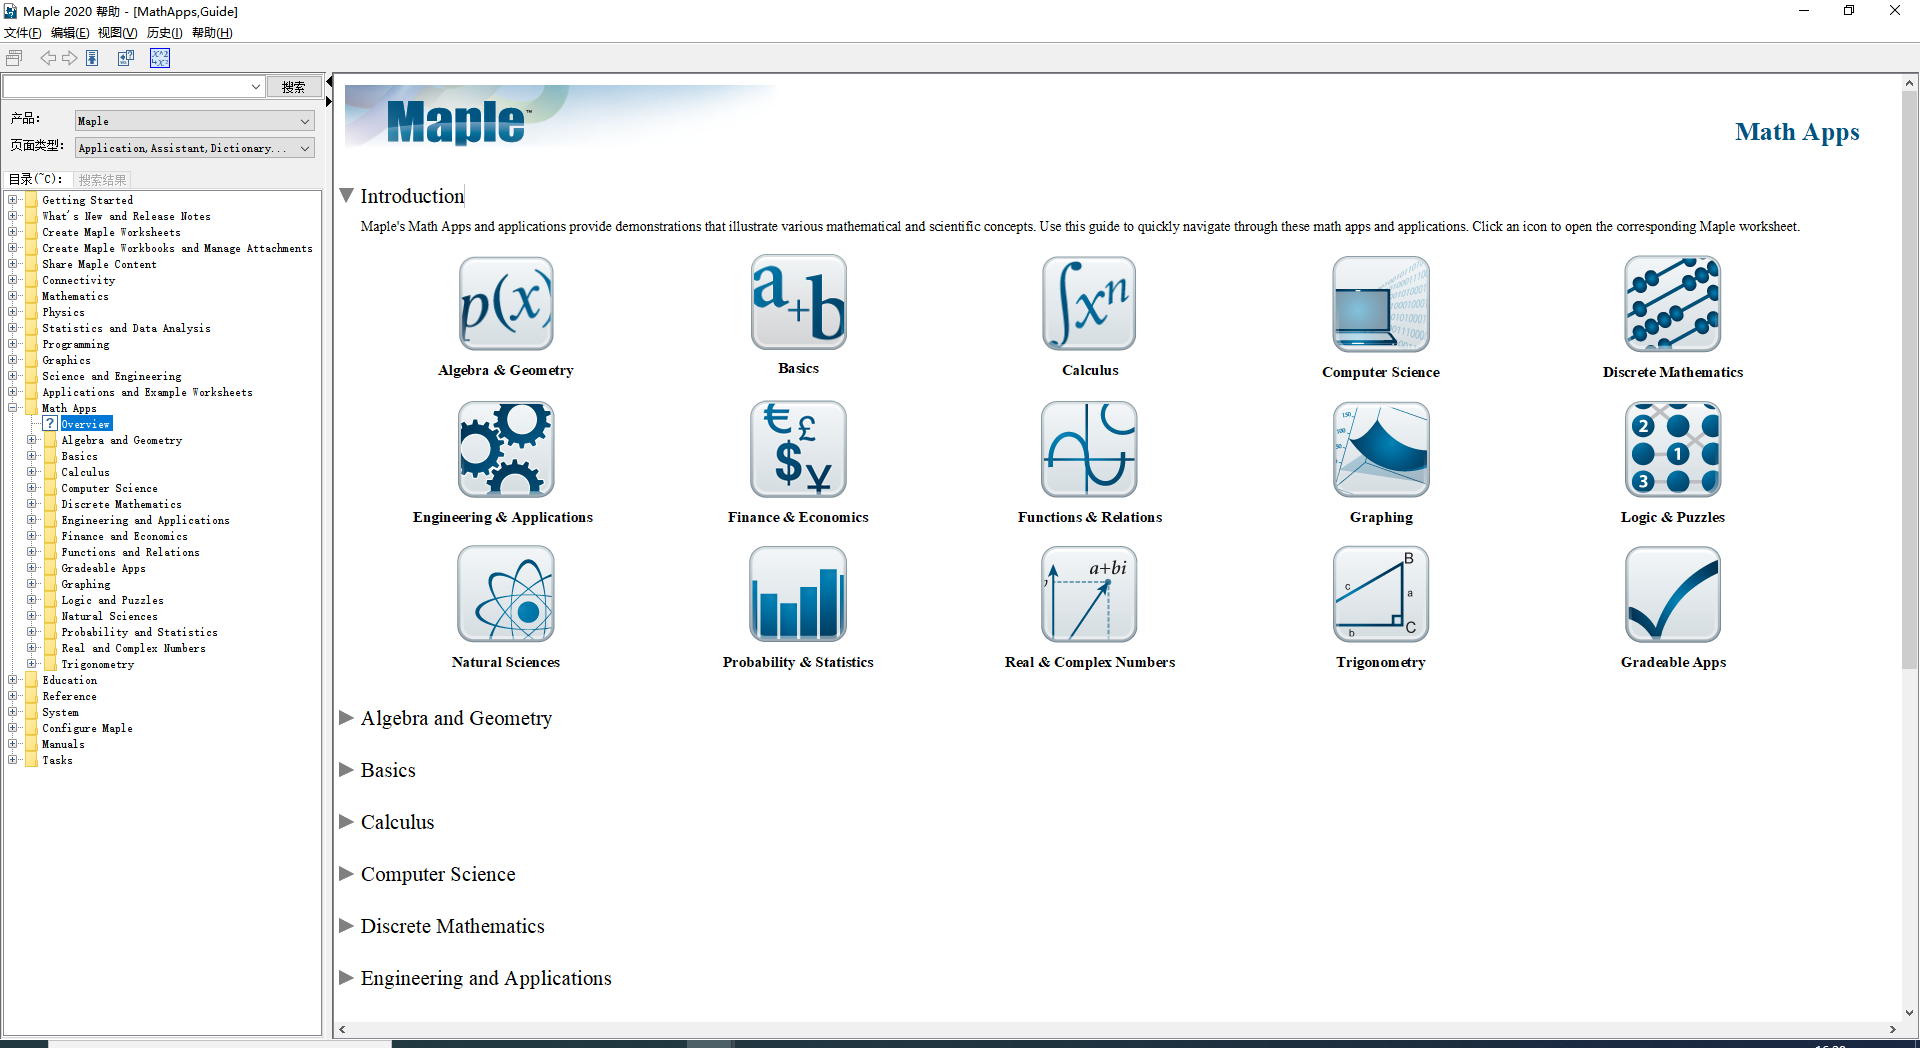 Maple 2020 帮助 - [MathApps,Guide]
文件(F) 编辑(E) 视图(V) 历史(I) 帮助(H)
搜索
产品: Maple
页面类型: Application,Assistant,Dictionary...
目录(~C): 搜索结果
Getting Started
What's New and Release Notes
Create Maple Worksheets
Create Maple Workbooks and Manage Attachments
Share Maple Content
Connectivity
Mathematics
Physics
Statistics and Data Analysis
Programming
Graphics
Science and Engineering
Applications and Example Worksheets
Math Apps
Overview
Algebra and Geometry
Basics
Calculus
Computer Science
Discrete Mathematics
Engineering and Applications
Finance and Economics
Functions and Relations
Gradeable Apps
Graphing
Logic and Puzzles
Natural Sciences
Probability and Statistics
Real and Complex Numbers
Trigonometry
Education
Reference
System
Configure Maple
Manuals
Tasks
Maple™
Math Apps
Introduction
Maple's Math Apps and applications provide demonstrations that illustrate various mathematical and scientific concepts. Use this guide to quickly navigate through these math apps and applications. Click an icon to open the corresponding Maple worksheet.
p(x) a+b ∫xⁿ
Algebra & Geometry Basics Calculus Computer Science Discrete Mathematics
€ £ $ ¥ 2 1 3
Engineering & Applications Finance & Economics Functions & Relations Graphing Logic & Puzzles
a+bi B c a b C
Natural Sciences Probability & Statistics Real & Complex Numbers Trigonometry Gradeable Apps
Algebra and Geometry
Basics
Calculus
Computer Science
Discrete Mathematics
Engineering and Applications